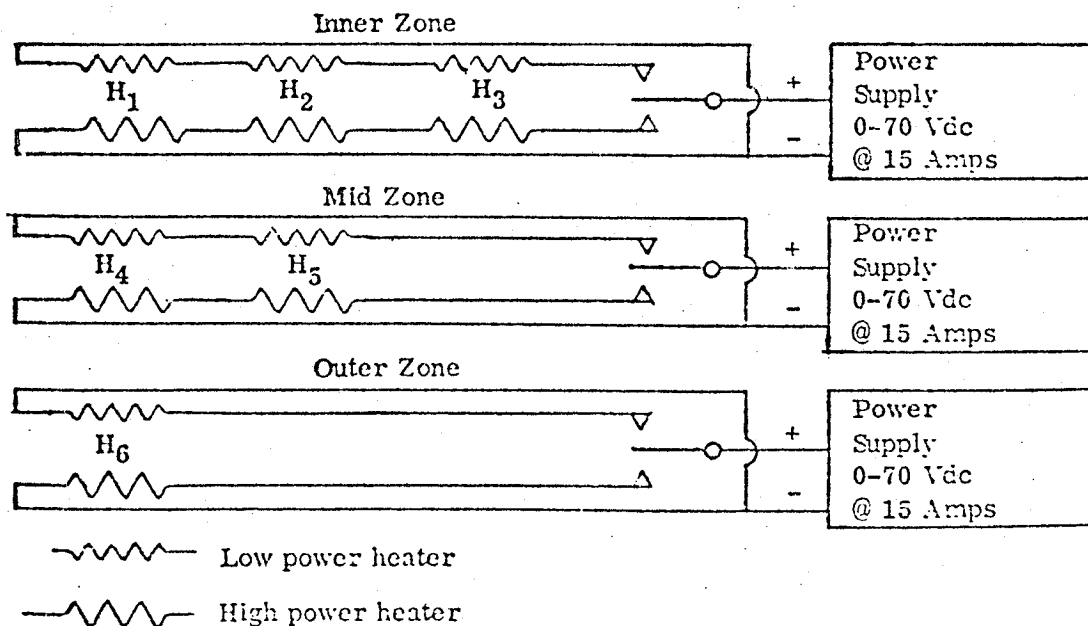 Inner Zone
H1 H2 H3
+
-
Power
Supply
0-70 Vdc
@ 15 Amps
Mid Zone
H4 H5
+
-
Power
Supply
0-70 Vdc
@ 15 Amps
Outer Zone
H6
+
-
Power
Supply
0-70 Vdc
@ 15 Amps
Low power heater
High power heater